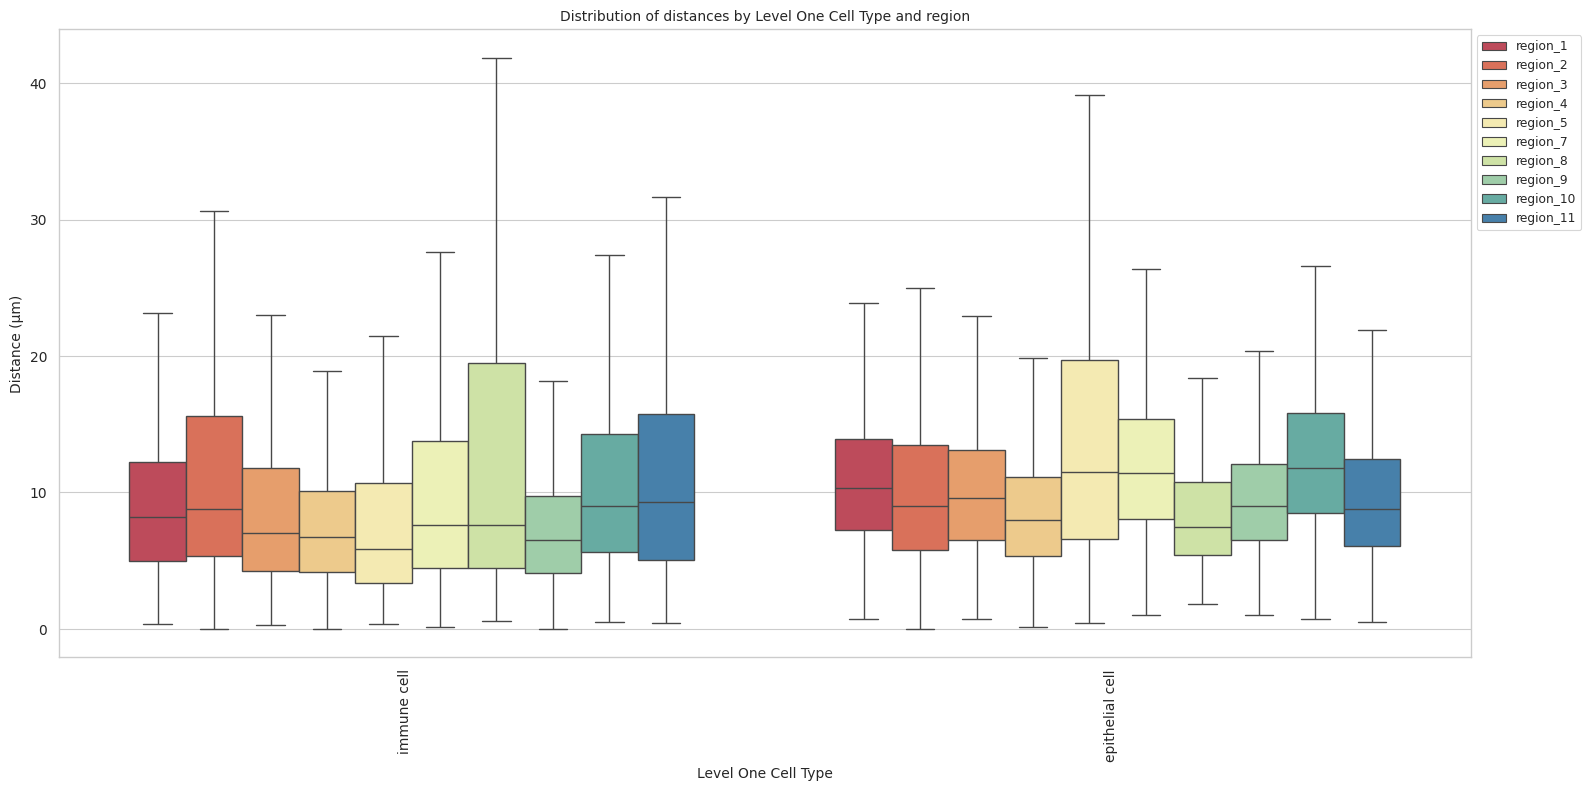 Distribution of distances by Level One Cell Type and region
region_1
region_2
region_3
region_4
region_5
region_7
region_8
region_9
region_10
region_11
40
30
20
10
0
Distance (μm)
immune cell
epithelial cell
Level One Cell Type